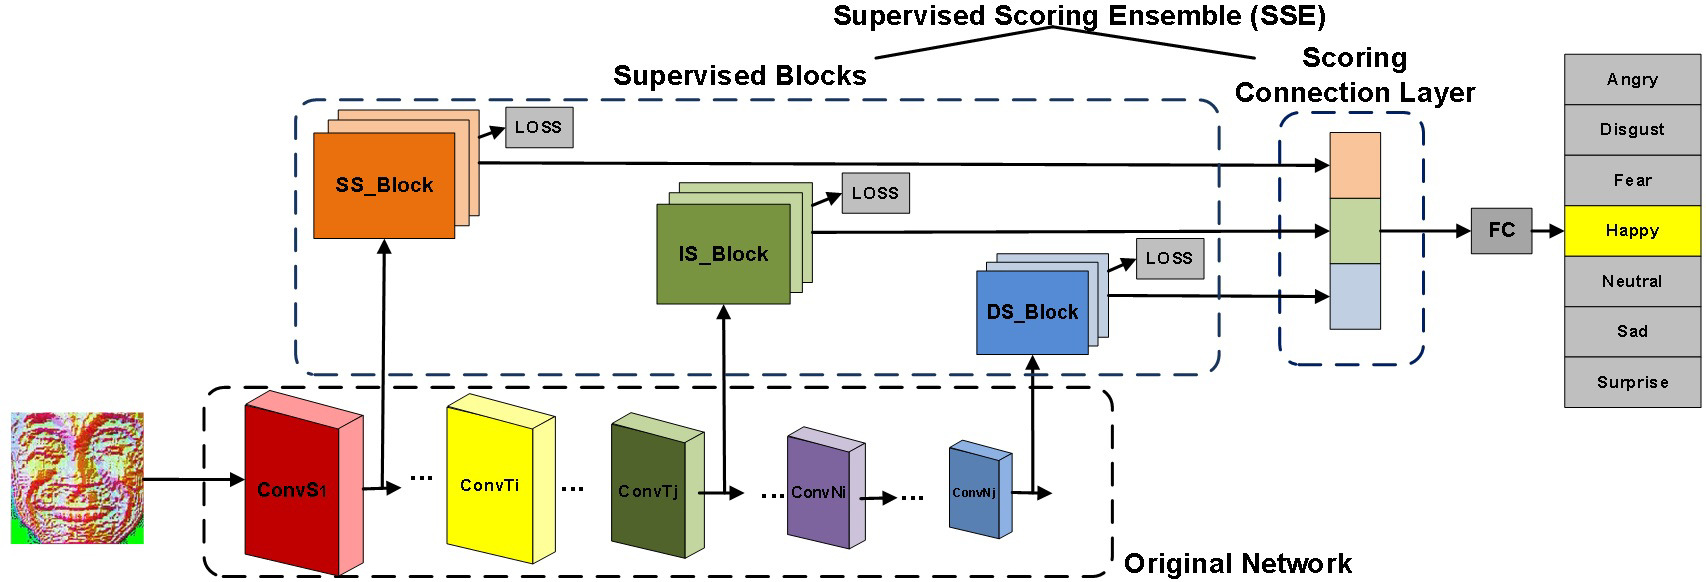 Supervised Scoring Ensemble (SSE)
Supervised Blocks
Scoring
Connection Layer
SS_Block
LOSS
IS_Block
LOSS
DS_Block
LOSS
FC
Angry
Disgust
Fear
Happy
Neutral
Sad
Surprise
ConvS1
...
ConvTi
...
ConvTj
...
ConvNi
...
ConvNj
Original Network